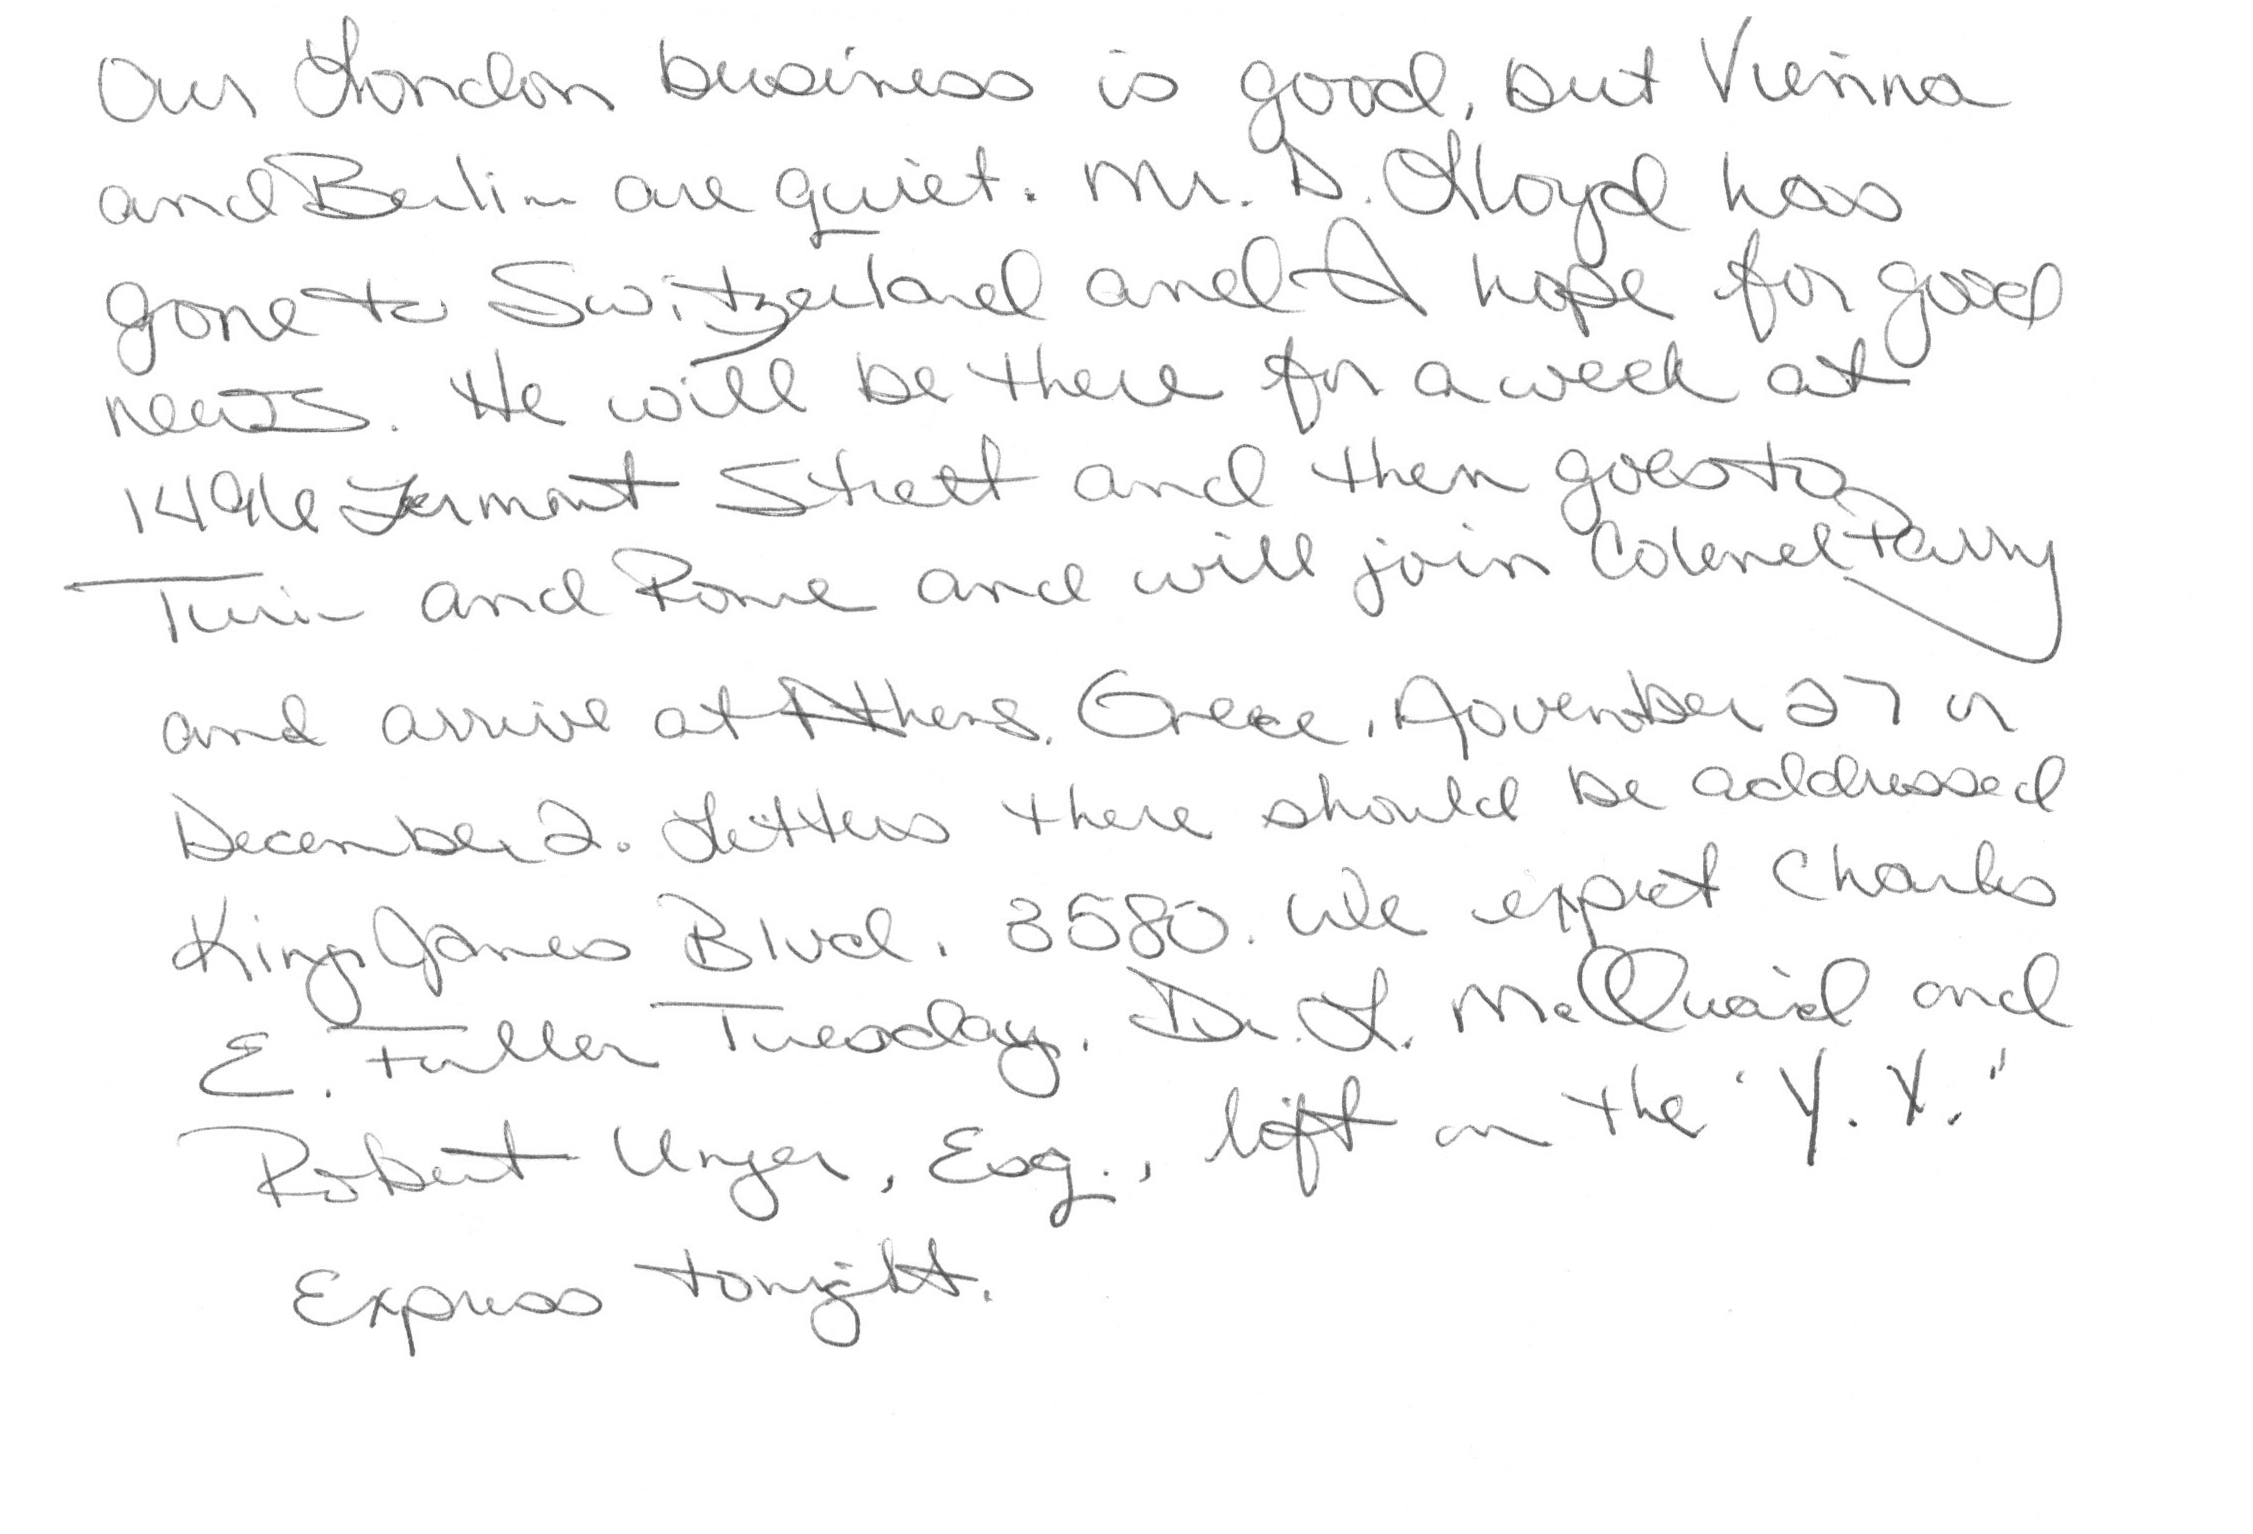 Our London business is good, but Vienna
and Berlin are quiet. Mr. D. Lloyd has
gone to Switzerland and I hope for good
news. He will be there for a week at
1496 Zermont Street and then goes to
Turin and Rome and will join Colonel Parry
and arrive at Athens, Greece, November 27 or
December 2. Letters there should be addressed
King James Blvd. 3580. We expect Charles
E. Fuller Tuesday. Dr. L. McQuaid and
Robert Unger, Esq., left on the "Y. X."
Express tonight.